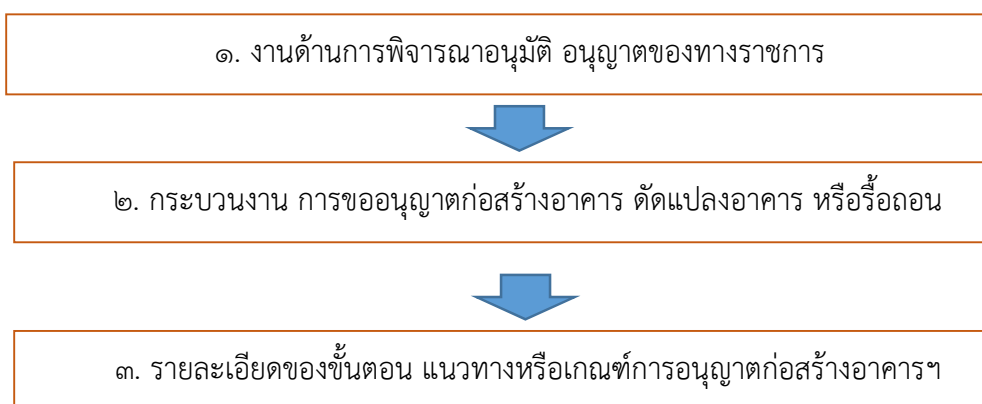 ๑. งานด้านการพิจารณาอนุมัติ อนุญาตของทางราชการ
๒. กระบวนงาน การขออนุญาตก่อสร้างอาคาร ดัดแปลงอาคาร หรือรื้อถอน
๓. รายละเอียดของขั้นตอน แนวทางหรือเกณฑ์การอนุญาตก่อสร้างอาคารฯ